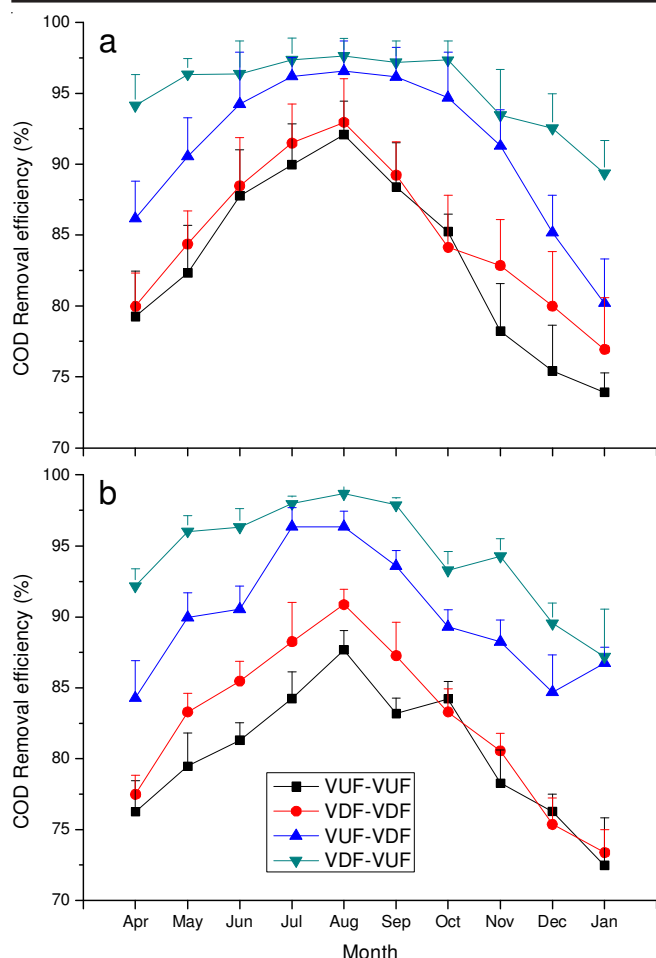 a
COD Removal efficiency (%)
100
95
90
85
80
75
70
b
COD Removal efficiency (%)
100
95
90
85
80
75
70
VUF-VUF
VDF-VDF
VUF-VDF
VDF-VUF
Apr May Jun Jul Aug Sep Oct Nov Dec Jan
Month